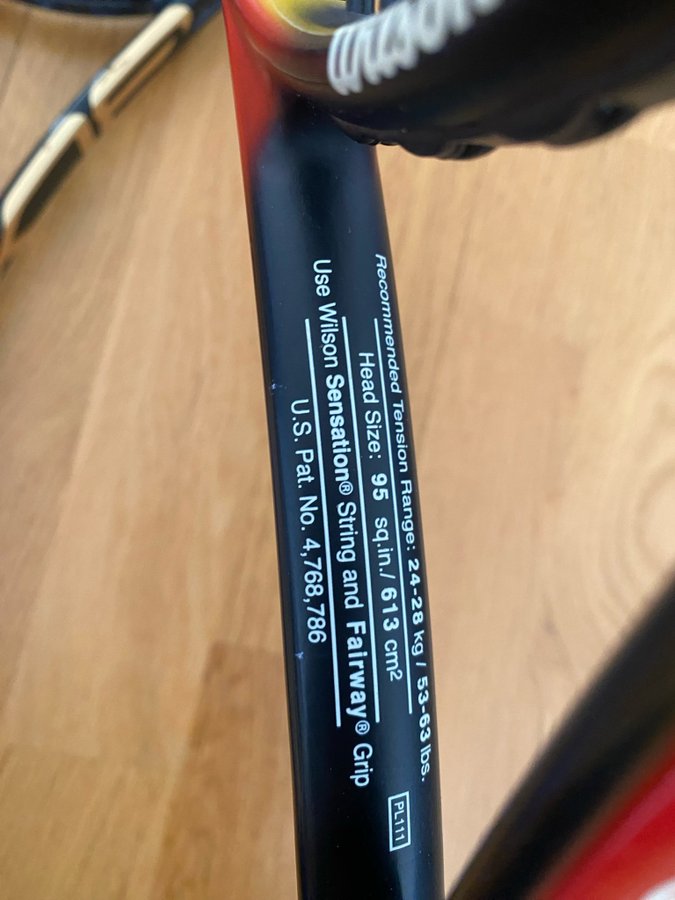 Wilson
Recommended Tension Range: 24-28 kg / 53-63 lbs.
Head Size: 95 sq.in./ 613 cm²
Use Wilson Sensation® String and Fairway® Grip
U.S. Pat. No. 4,768,786
PL111